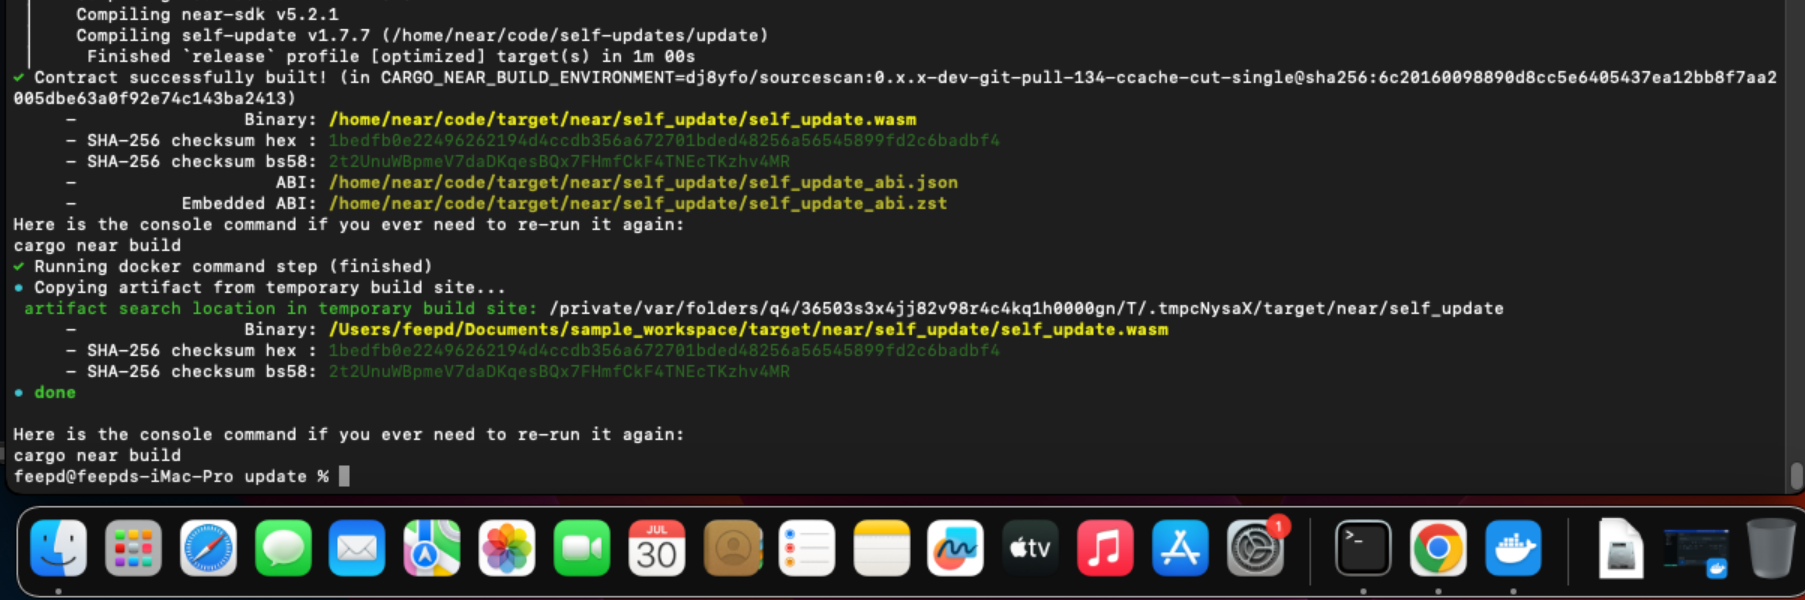 Compiling near-sdk v5.2.1
Compiling self-update v1.7.7 (/home/near/code/self-updates/update)
Finished `release` profile [optimized] target(s) in 1m 00s
✓ Contract successfully built! (in CARGO_NEAR_BUILD_ENVIRONMENT=dj8yfo/sourcescan:0.x.x-dev-git-pull-134-ccache-cut-single@sha256:6c20160098890d8cc5e6405437ea12bb8f7aa2
005dbe63a0f92e74c143ba2413)
– Binary: /home/near/code/target/near/self_update/self_update.wasm
– SHA-256 checksum hex : 1bedfb0e22496262194d4ccdb356a672701bded48256a56545899fd2c6badbf4
– SHA-256 checksum bs58: 2t2UnuWBpmeV7daDKqesBQx7FHmfCkF4TNEcTKzhv4MR
– ABI: /home/near/code/target/near/self_update/self_update_abi.json
– Embedded ABI: /home/near/code/target/near/self_update/self_update_abi.zst
Here is the console command if you ever need to re-run it again:
cargo near build
✓ Running docker command step (finished)
• Copying artifact from temporary build site...
artifact search location in temporary build site: /private/var/folders/q4/36503s3x4jj82v98r4c4kq1h0000gn/T/.tmpcNysaX/target/near/self_update
– Binary: /Users/feepd/Documents/sample_workspace/target/near/self_update/self_update.wasm
– SHA-256 checksum hex : 1bedfb0e22496262194d4ccdb356a672701bded48256a56545899fd2c6badbf4
– SHA-256 checksum bs58: 2t2UnuWBpmeV7daDKqesBQx7FHmfCkF4TNEcTKzhv4MR
• done
Here is the console command if you ever need to re-run it again:
cargo near build
feepd@feepds-iMac-Pro update %
JUL
30
tv
1
>_